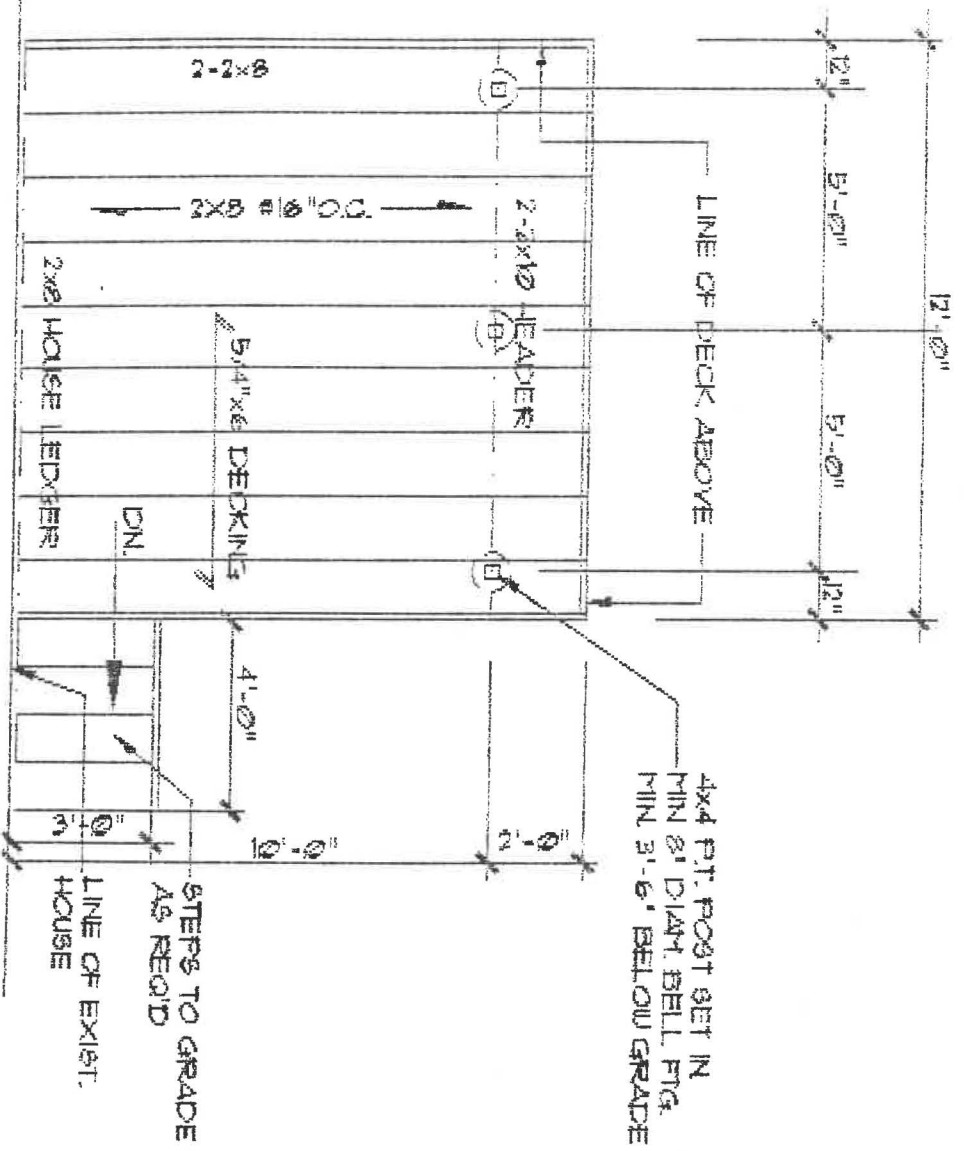 12'-0"
12"
5'-0"
5'-0"
12"
LINE OF DECK ABOVE
2-2x8
2X8 @16"O.C.
2-2x10 HEADER
5/4"x6 DECKING
2x8 HOUSE LEDGER
DN.
4'-0"
3'-0"
10'-0"
2'-0"
4x4 P.T. POST SET IN
MIN 8" DIAM. BELL FTG.
MIN. 3'-6" BELOW GRADE
STEPS TO GRADE
AS REQ'D
LINE OF EXIST.
HOUSE